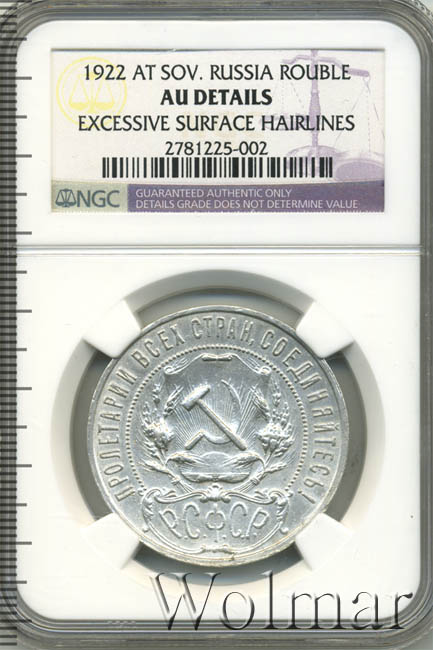 1922 AT SOV. RUSSIA ROUBLE
AU DETAILS
EXCESSIVE SURFACE HAIRLINES
2781225-002
NGC
GUARANTEED AUTHENTIC ONLY
DETAILS GRADE DOES NOT DETERMINE VALUE
ПРОЛЕТАРИИ ВСЕХ СТРАН, СОЕДИНЯЙТЕСЬ!
Р.С.Ф.С.Р.
Wolmar